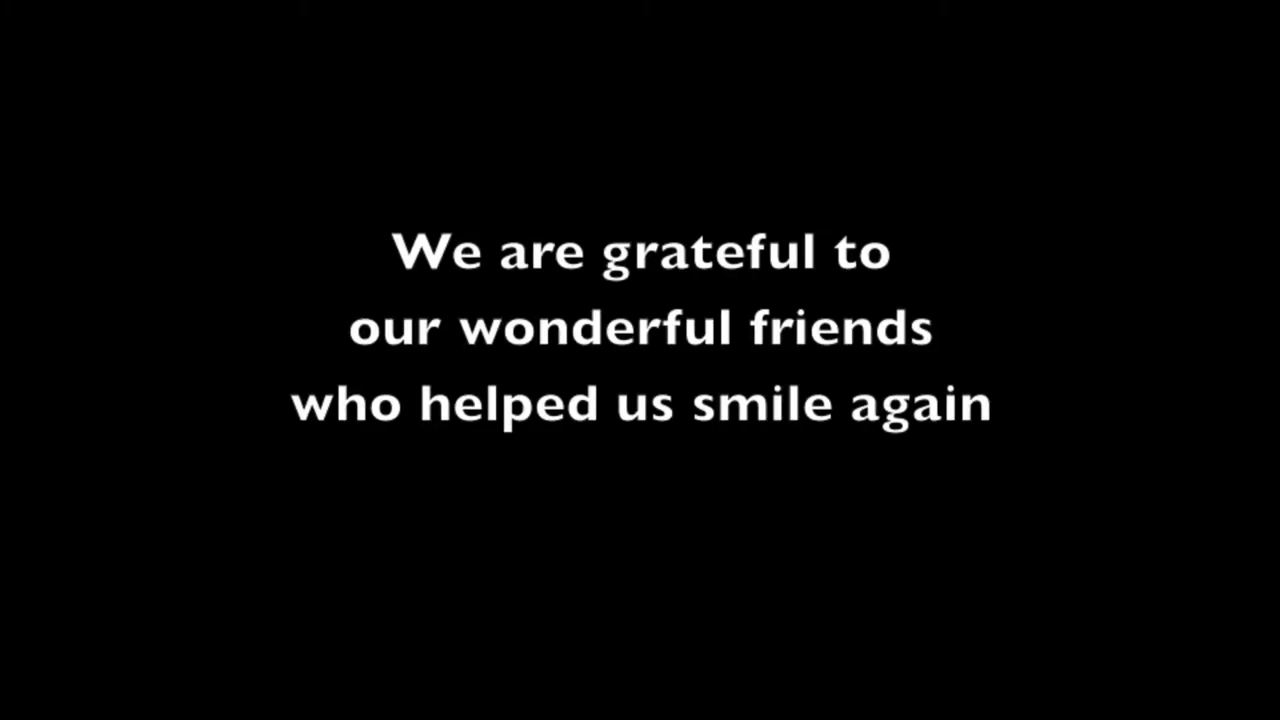 We are grateful to
our wonderful friends
who helped us smile again